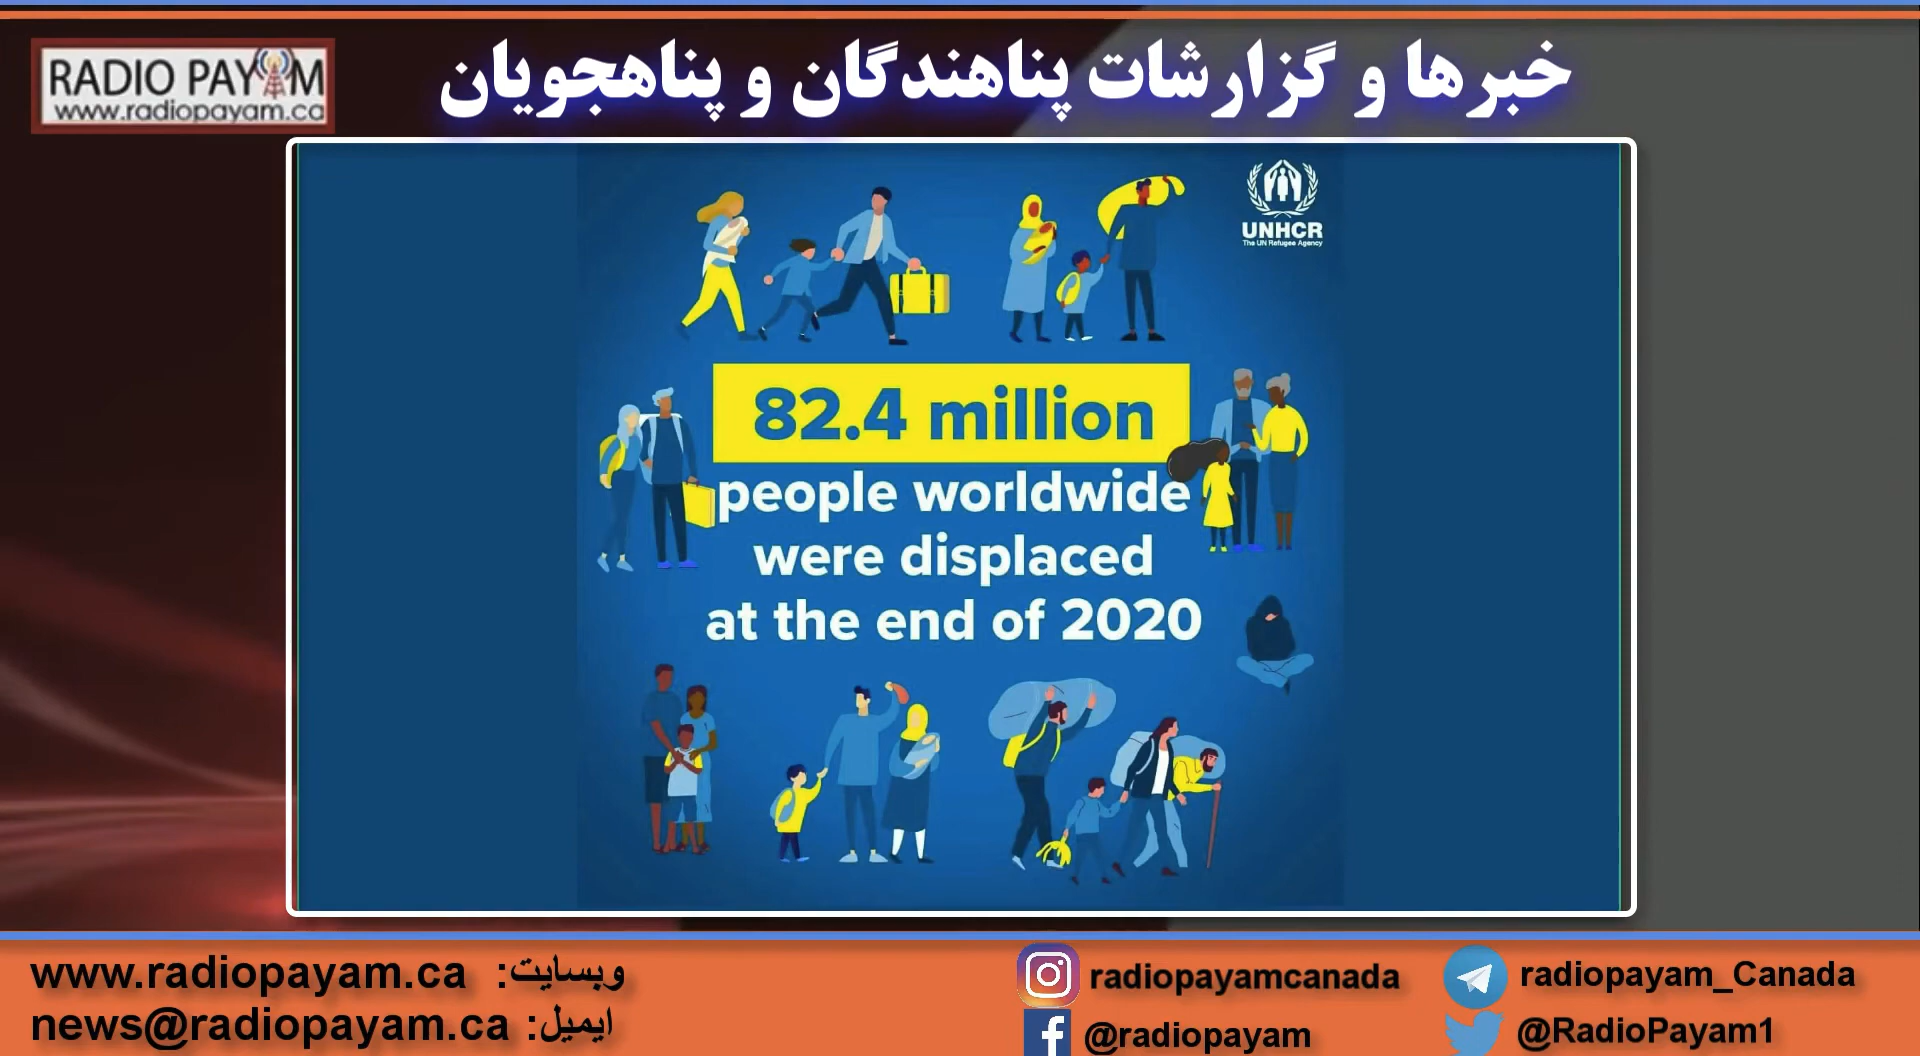 RADIO PAYAM
www.radiopayam.ca
خبرها و گزارشات پناهندگان و پناهجویان
UNHCR
The UN Refugee Agency
82.4 million
people worldwide
were displaced
at the end of 2020
وبسایت: www.radiopayam.ca
ایمیل: news@radiopayam.ca
radiopayamcanada
@radiopayam
radiopayam_Canada
@RadioPayam1